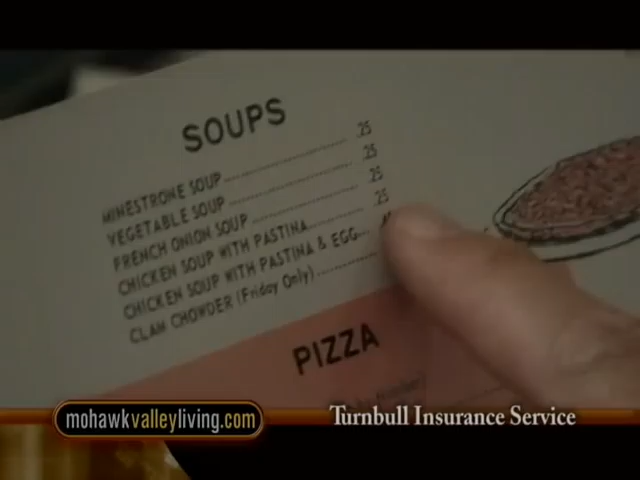 SOUPS
MINESTRONE SOUP 25
VEGETABLE SOUP 25
FRENCH ONION SOUP 25
CHICKEN SOUP WITH PASTINA 25
CHICKEN SOUP WITH PASTINA & EGG
CLAM CHOWDER (Friday Only)
PIZZA
mohawkvalleyliving.com
Turnbull Insurance Service